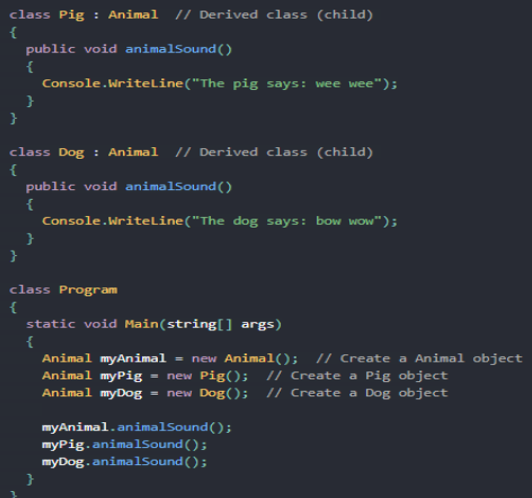 class Pig : Animal  // Derived class (child)
{
  public void animalSound()
  {
    Console.WriteLine("The pig says: wee wee");
  }
}

class Dog : Animal  // Derived class (child)
{
  public void animalSound()
  {
    Console.WriteLine("The dog says: bow wow");
  }
}

class Program
{
  static void Main(string[] args)
  {
    Animal myAnimal = new Animal();  // Create a Animal object
    Animal myPig = new Pig();  // Create a Pig object
    Animal myDog = new Dog();  // Create a Dog object

    myAnimal.animalSound();
    myPig.animalSound();
    myDog.animalSound();
  }
}